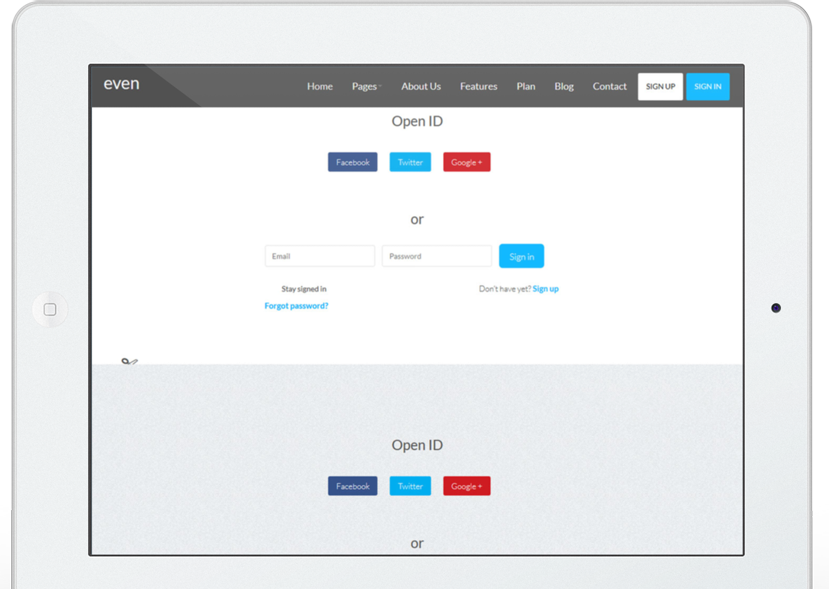 even Home Pages About Us Features Plan Blog Contact SIGN UP SIGN IN
Open ID
Facebook Twitter Google +
or
Email Password Sign in
Stay signed in Don't have yet? Sign up
Forgot password?
Open ID
Facebook Twitter Google +
or